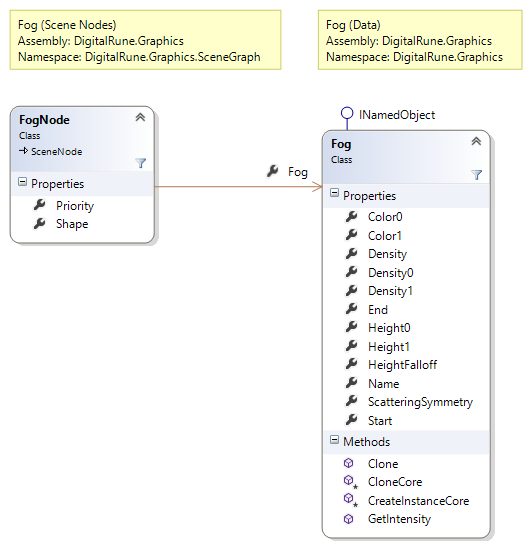 Fog (Scene Nodes)
Assembly: DigitalRune.Graphics
Namespace: DigitalRune.Graphics.SceneGraph
Fog (Data)
Assembly: DigitalRune.Graphics
Namespace: DigitalRune.Graphics
FogNode
Class
SceneNode
Properties
Priority
Shape
Fog
INamedObject
Fog
Class
Properties
Color0
Color1
Density
Density0
Density1
End
Height0
Height1
HeightFalloff
Name
ScatteringSymmetry
Start
Methods
Clone
CloneCore
CreateInstanceCore
GetIntensity